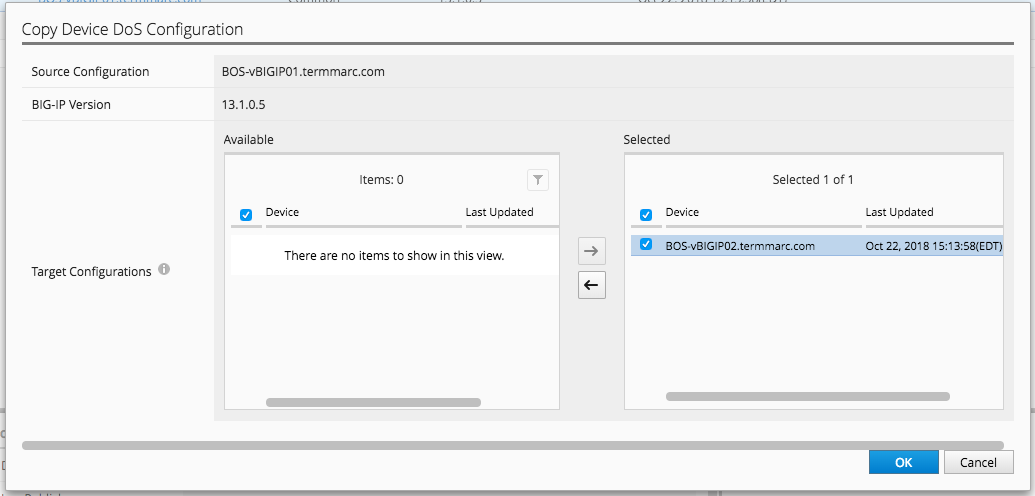 Copy Device DoS Configuration
Source Configuration
BOS-vBIGIP01.termmarc.com
BIG-IP Version
13.1.0.5
Target Configurations
Available
Items: 0
Device
Last Updated
There are no items to show in this view.
Selected
Selected 1 of 1
Device
Last Updated
BOS-vBIGIP02.termmarc.com
Oct 22, 2018 15:13:58(EDT)
OK
Cancel